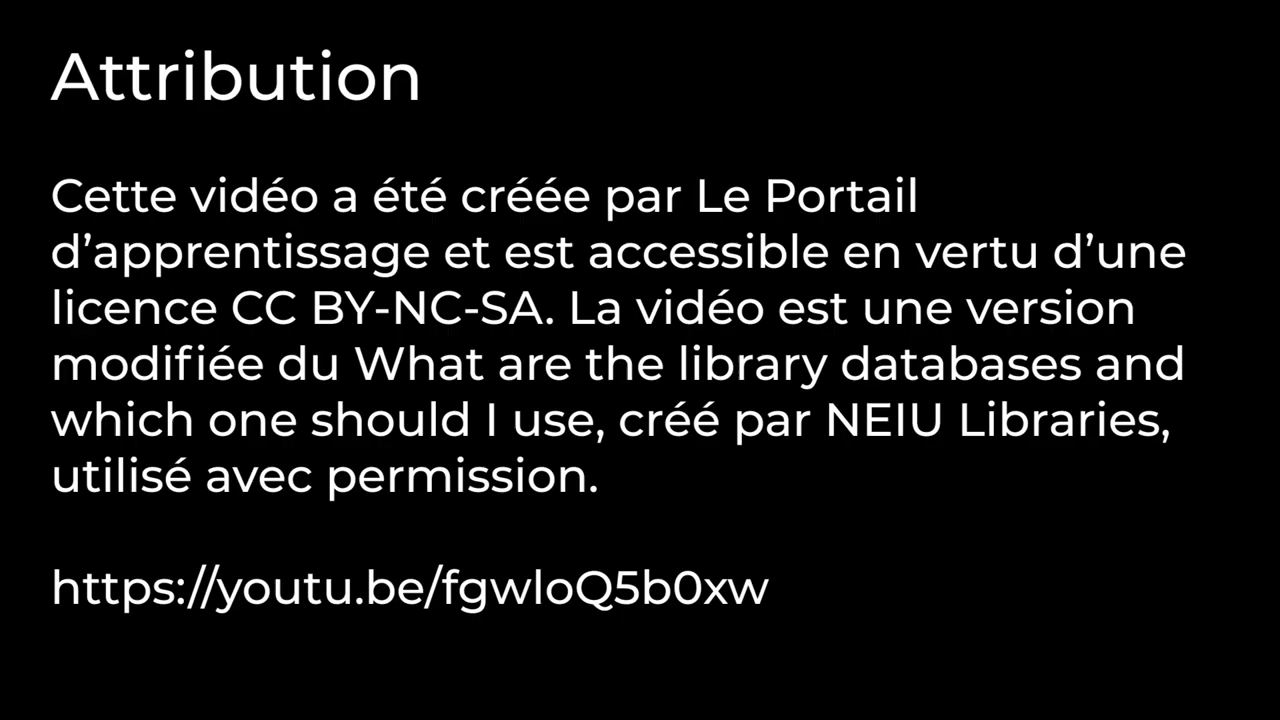 Attribution
Cette vidéo a été créée par Le Portail
d’apprentissage et est accessible en vertu d’une
licence CC BY-NC-SA. La vidéo est une version
modifiée du What are the library databases and
which one should I use, créé par NEIU Libraries,
utilisé avec permission.
https://youtu.be/fgwloQ5b0xw